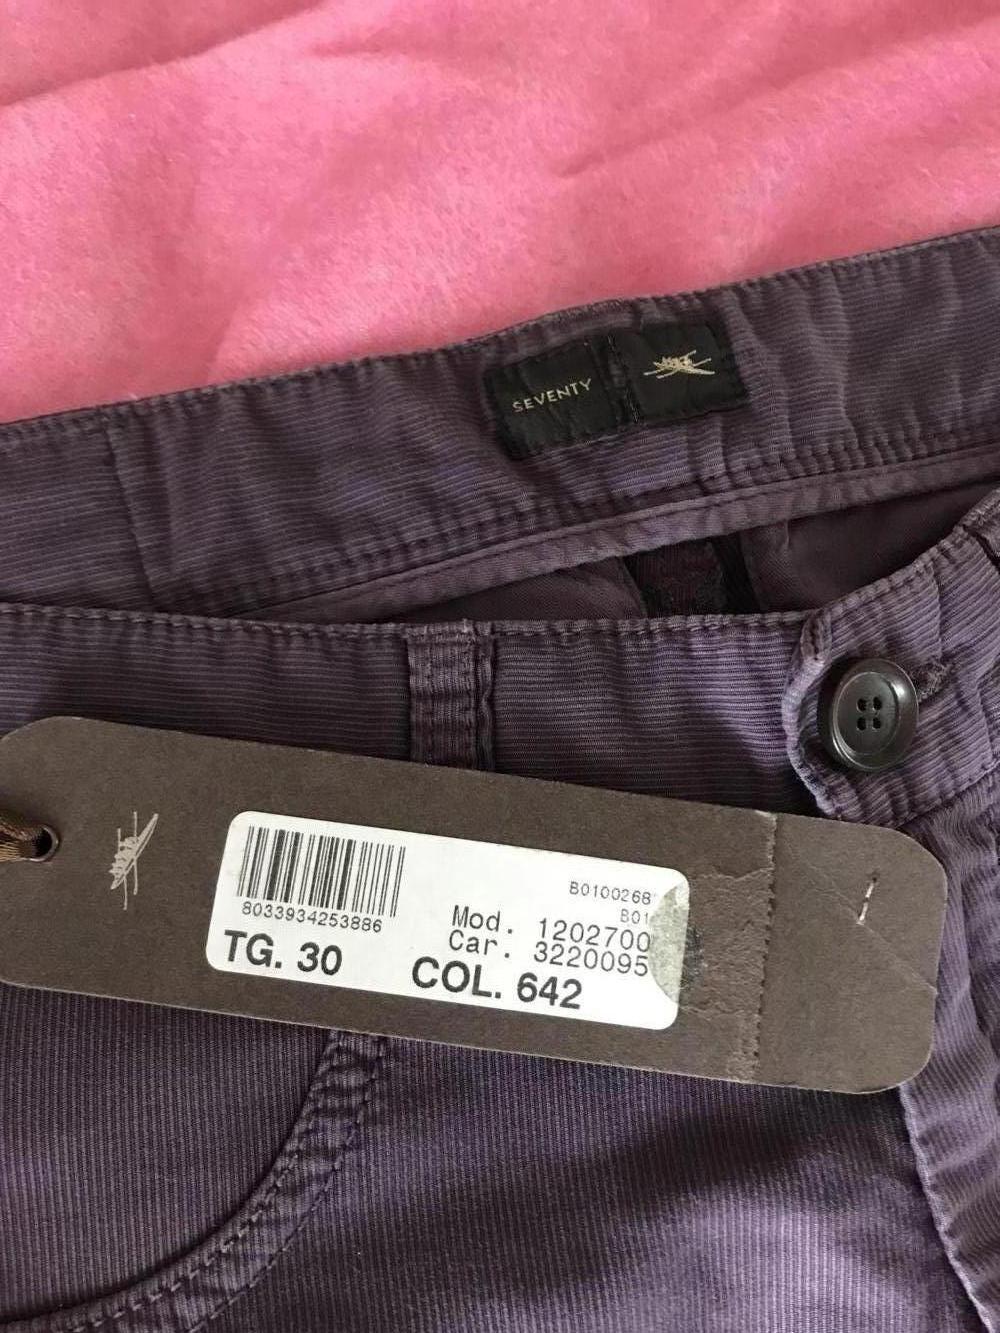 SEVENTY
8033934253886
B0100268
B01
Mod. 1202700
Car. 3220095
TG. 30
COL. 642